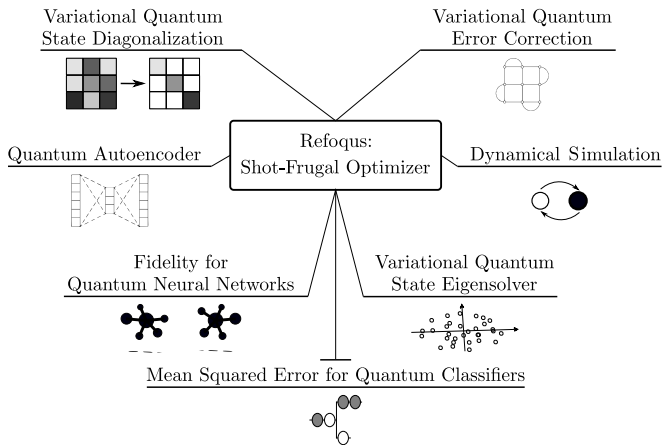 Variational Quantum
State Diagonalization
Variational Quantum
Error Correction
Refoqus:
Shot-Frugal Optimizer
Quantum Autoencoder
Dynamical Simulation
Fidelity for
Quantum Neural Networks
Variational Quantum
State Eigensolver
Mean Squared Error for Quantum Classifiers